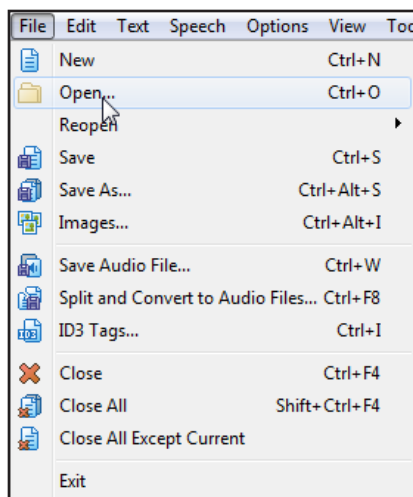 File Edit Text Speech Options View Too
New Ctrl+N
Open... Ctrl+O
Reopen
Save Ctrl+S
Save As... Ctrl+Alt+S
Images... Ctrl+Alt+I
Save Audio File... Ctrl+W
Split and Convert to Audio Files... Ctrl+F8
ID3 Tags... Ctrl+I
Close Ctrl+F4
Close All Shift+Ctrl+F4
Close All Except Current
Exit